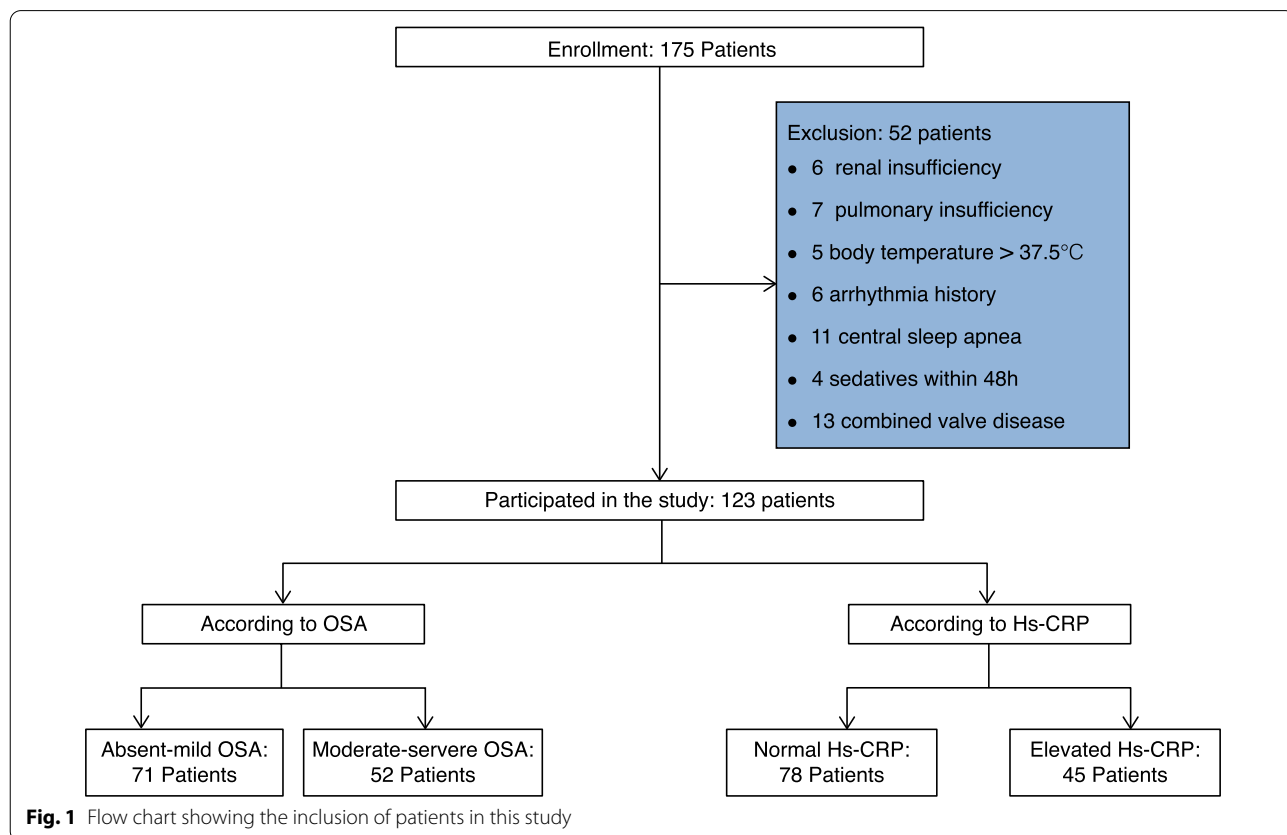 Enrollment: 175 Patients
Exclusion: 52 patients
• 6 renal insufficiency
• 7 pulmonary insufficiency
• 5 body temperature > 37.5℃
• 6 arrhythmia history
• 11 central sleep apnea
• 4 sedatives within 48h
• 13 combined valve disease
Participated in the study: 123 patients
According to OSA
According to Hs-CRP
Absent-mild OSA:
71 Patients
Moderate-servere OSA:
52 Patients
Normal Hs-CRP:
78 Patients
Elevated Hs-CRP:
45 Patients
Fig. 1 Flow chart showing the inclusion of patients in this study